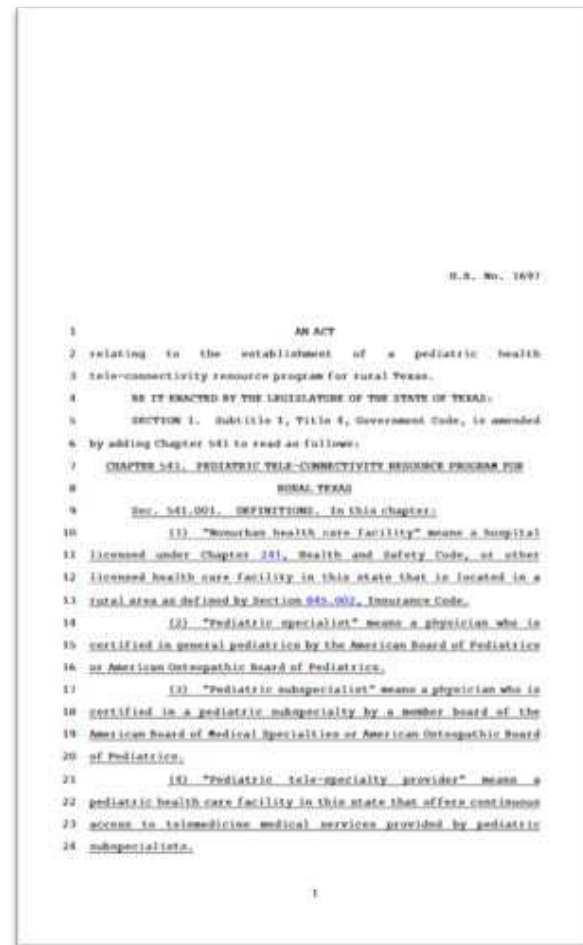 H.B. No. 1697
1 AN ACT
2 relating to the establishment of a pediatric health
3 tele-connectivity resource program for rural Texas.
4 BE IT ENACTED BY THE LEGISLATURE OF THE STATE OF TEXAS:
5 SECTION 1. Subtitle I, Title 4, Government Code, is amended
6 by adding Chapter 541 to read as follows:
7 CHAPTER 541. PEDIATRIC TELE-CONNECTIVITY RESOURCE PROGRAM FOR
8 RURAL TEXAS
9 Sec. 541.001. DEFINITIONS. In this chapter:
10 (1) "Nonurban health care facility" means a hospital
11 licensed under Chapter 241, Health and Safety Code, or other
12 licensed health care facility in this state that is located in a
13 rural area as defined by Section 845.002, Insurance Code.
14 (2) "Pediatric specialist" means a physician who is
15 certified in general pediatrics by the American Board of Pediatrics
16 or American Osteopathic Board of Pediatrics.
17 (3) "Pediatric subspecialist" means a physician who is
18 certified in a pediatric subspecialty by a member board of the
19 American Board of Medical Specialties or American Osteopathic Board
20 of Pediatrics.
21 (4) "Pediatric tele-specialty provider" means a
22 pediatric health care facility in this state that offers continuous
23 access to telemedicine medical services provided by pediatric
24 subspecialists.
1